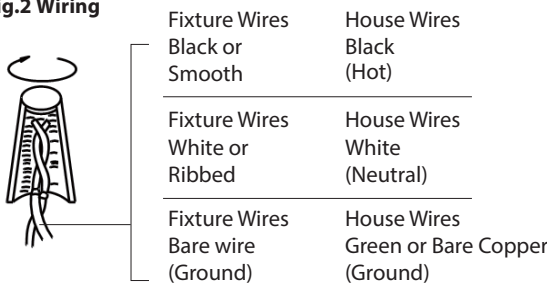 ig.2 Wiring
Fixture Wires House Wires
Black or Black
Smooth (Hot)
Fixture Wires House Wires
White or White
Ribbed (Neutral)
Fixture Wires House Wires
Bare wire Green or Bare Copper
(Ground) (Ground)